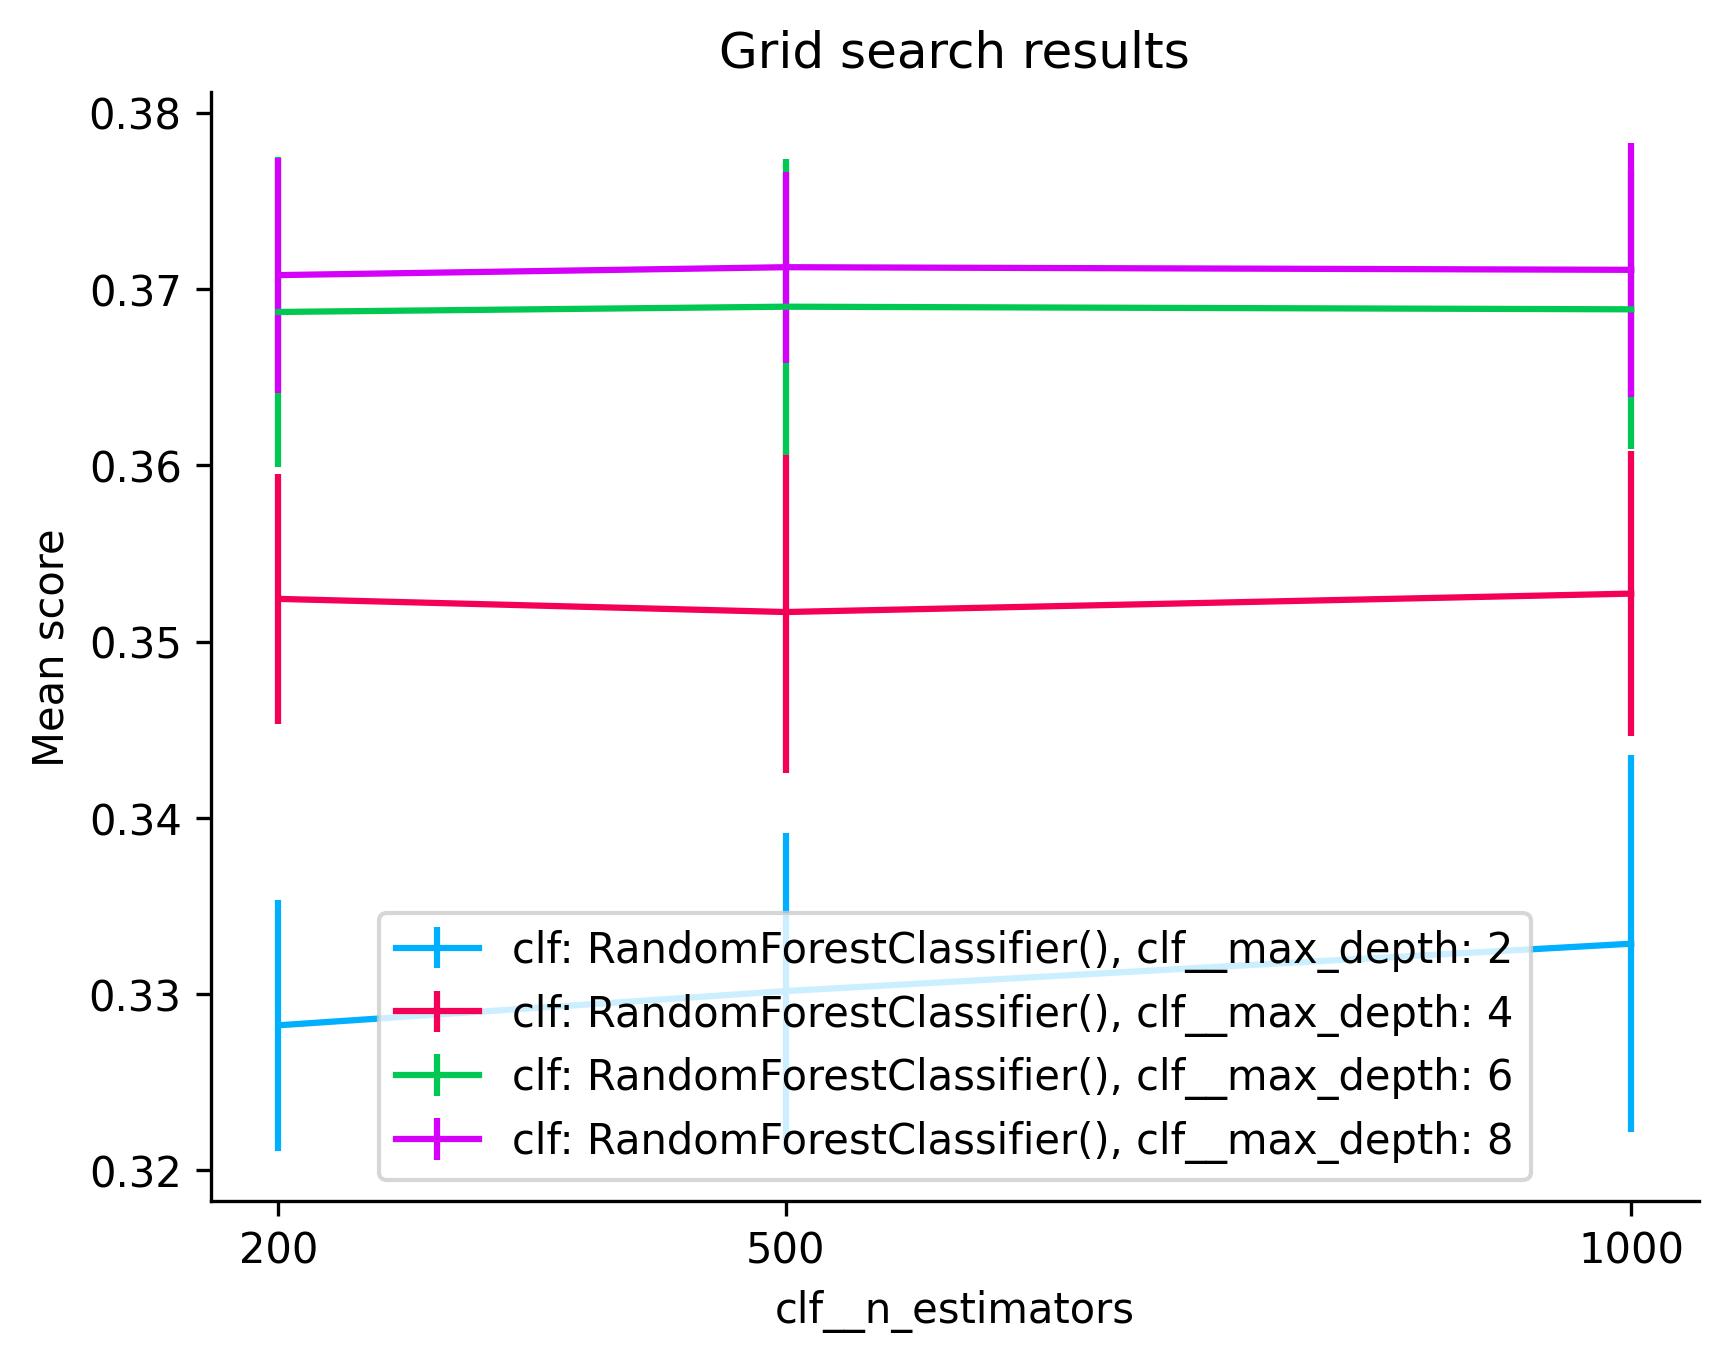 Grid search results
0.38
0.37
0.36
0.35
0.34
0.33
0.32
Mean score
clf: RandomForestClassifier(), clf__max_depth: 2
clf: RandomForestClassifier(), clf__max_depth: 4
clf: RandomForestClassifier(), clf__max_depth: 6
clf: RandomForestClassifier(), clf__max_depth: 8
200 500 1000
clf__n_estimators